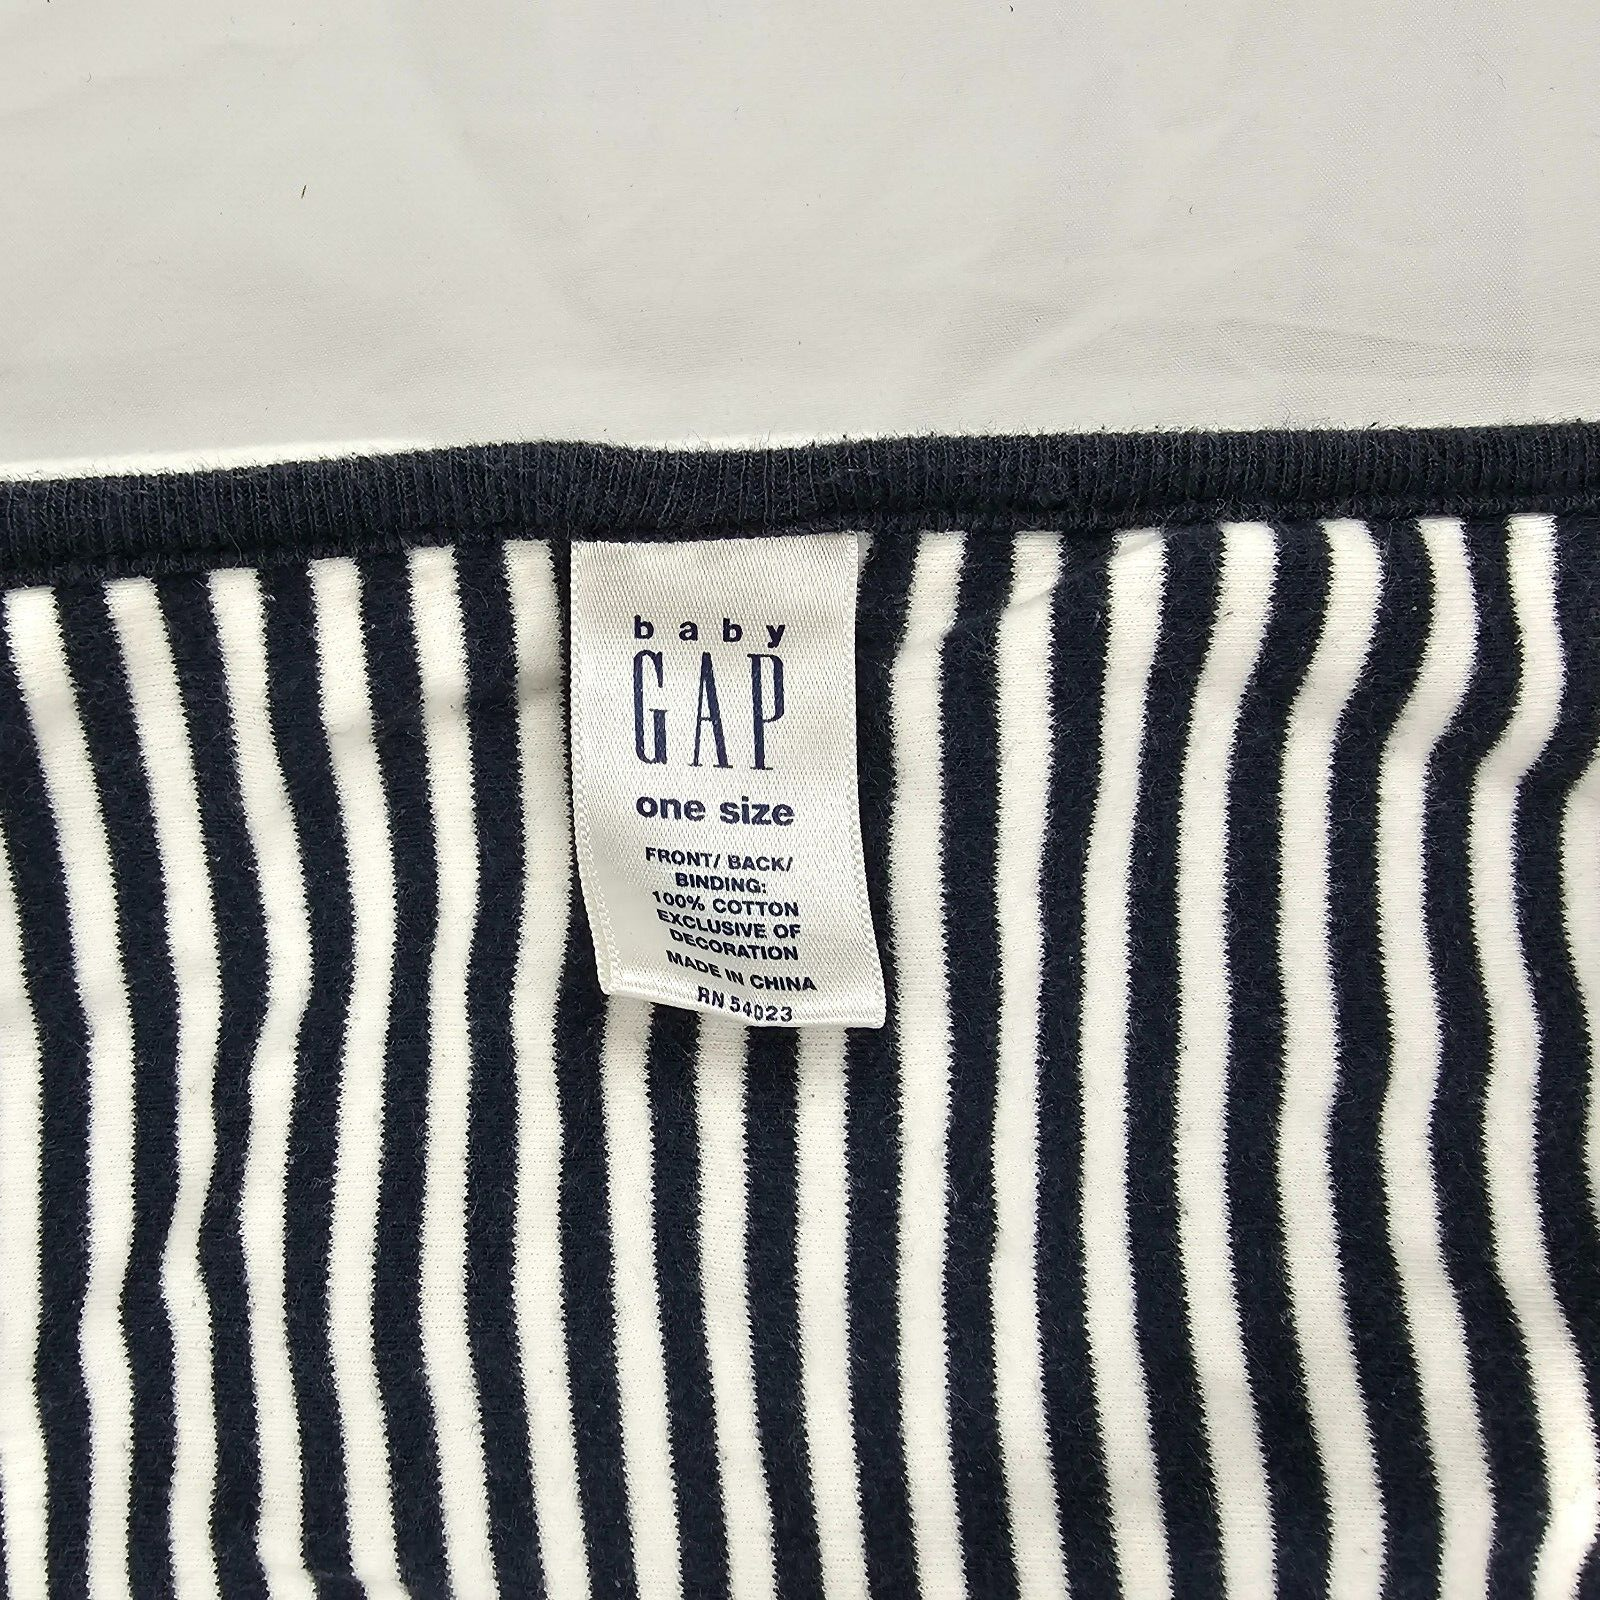 baby
GAP
one size
FRONT/ BACK/
BINDING:
100% COTTON
EXCLUSIVE OF
DECORATION
MADE IN CHINA
RN 54023